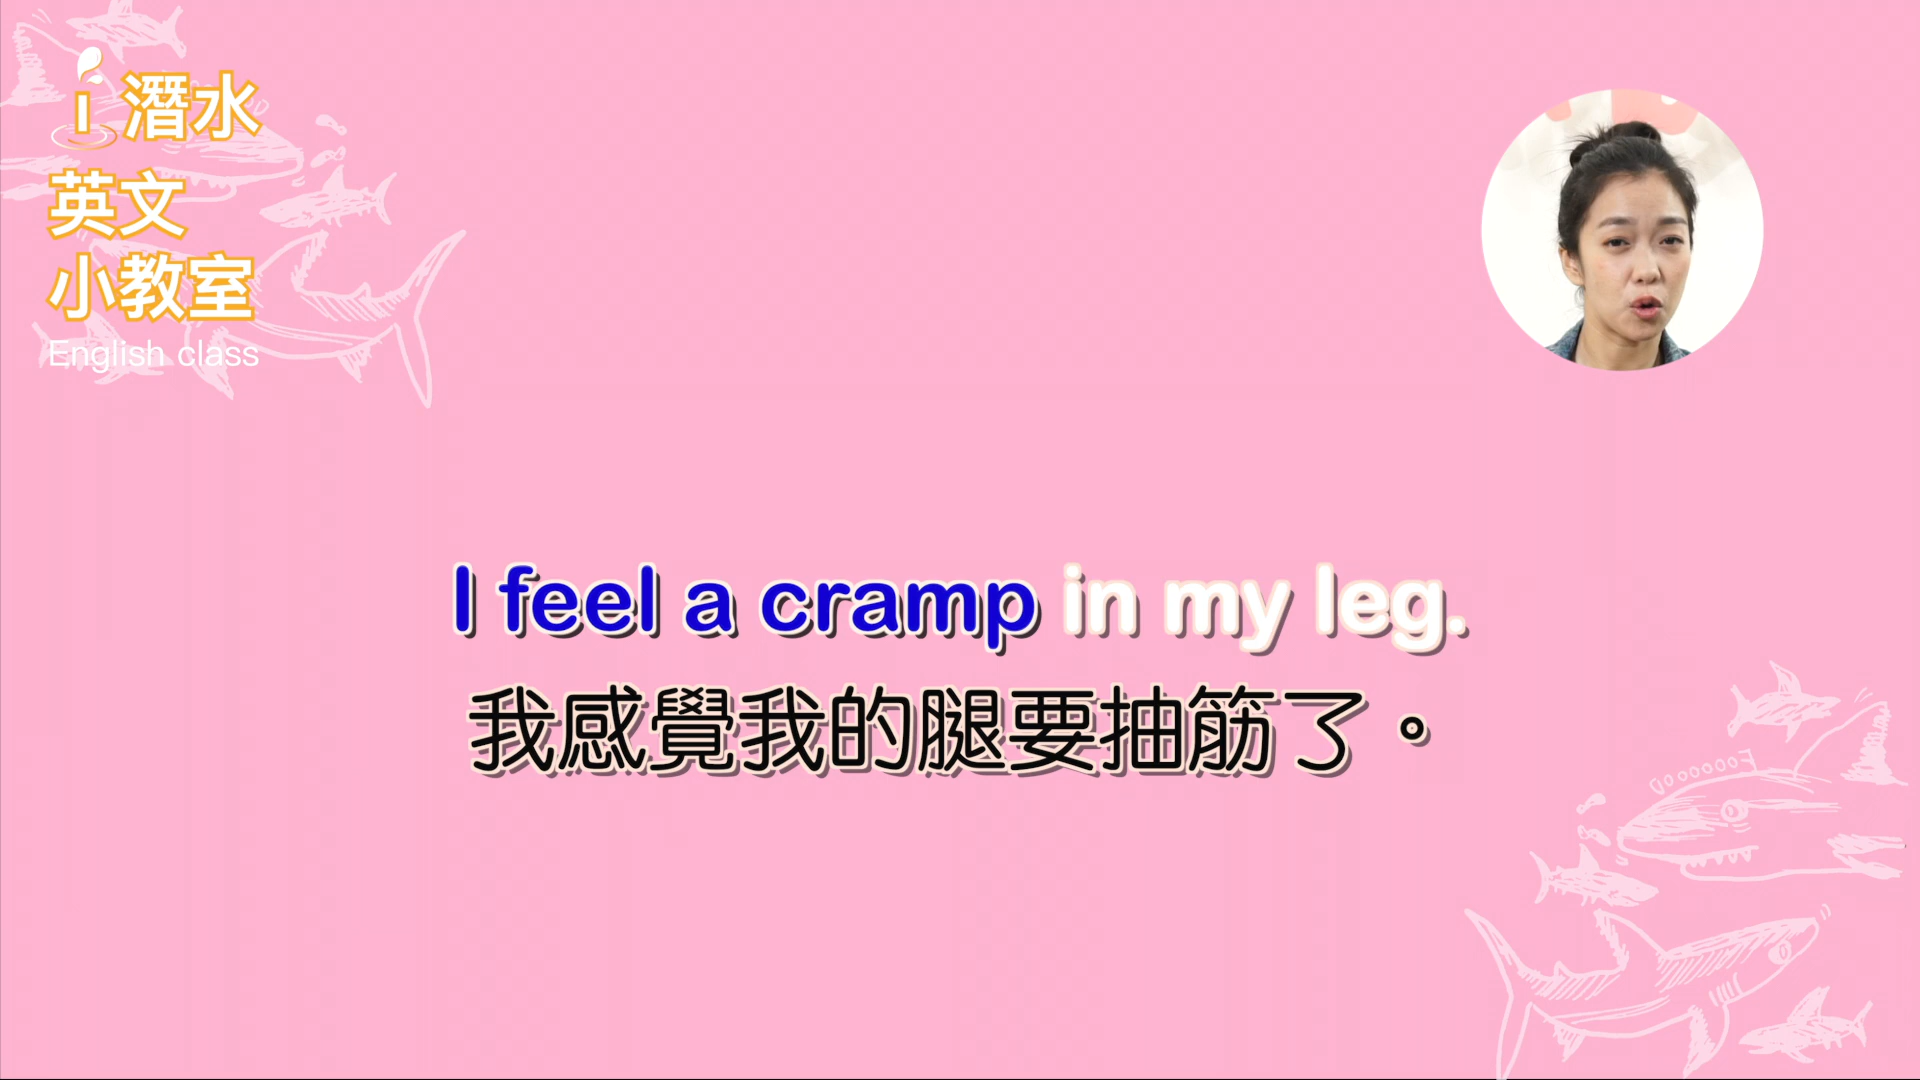 i 潛水
英文
小教室
English class
I feel a cramp in my leg.
我感覺我的腿要抽筋了。